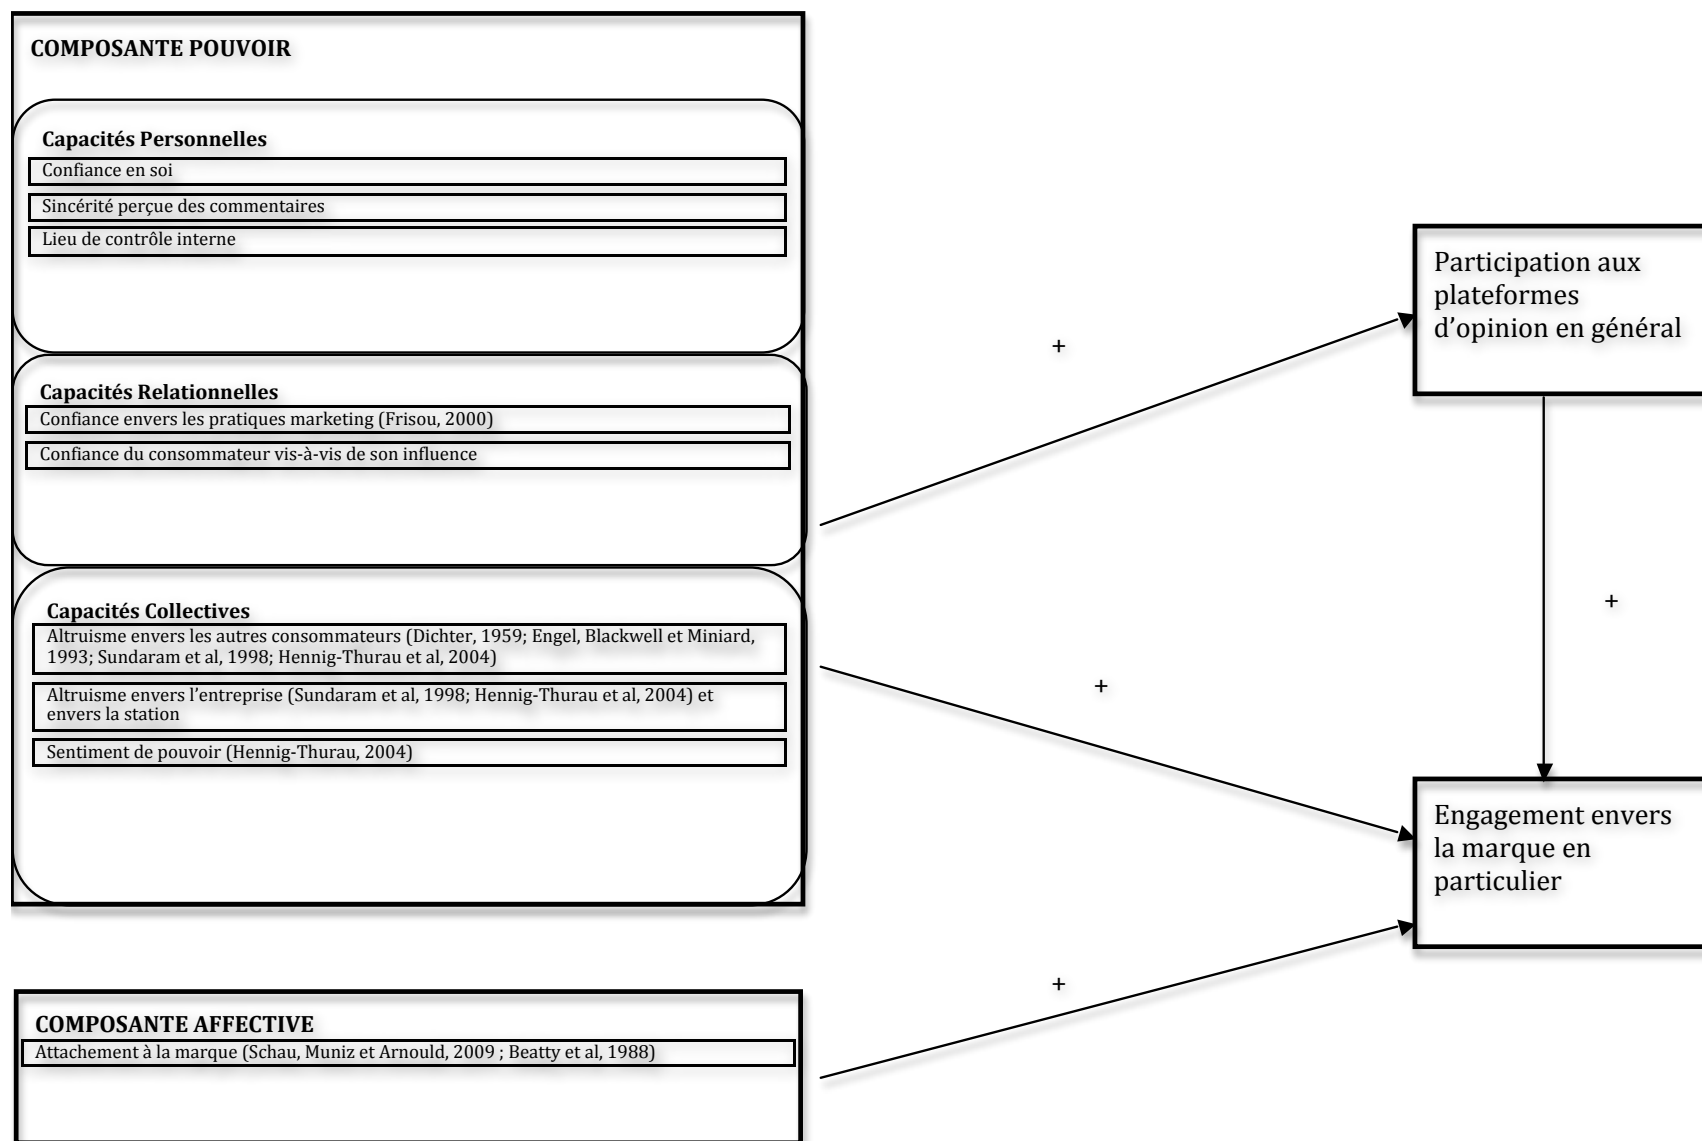 COMPOSANTE POUVOIR
Capacités Personnelles
Confiance en soi
Sincérité perçue des commentaires
Lieu de contrôle interne
Capacités Relationnelles
Confiance envers les pratiques marketing (Frisou, 2000)
Confiance du consommateur vis-à-vis de son influence
Capacités Collectives
Altruisme envers les autres consommateurs (Dichter, 1959; Engel, Blackwell et Miniard,
1993; Sundaram et al, 1998; Hennig-Thurau et al, 2004)
Altruisme envers l’entreprise (Sundaram et al, 1998; Hennig-Thurau et al, 2004) et
envers la station
Sentiment de pouvoir (Hennig-Thurau, 2004)
COMPOSANTE AFFECTIVE
Attachement à la marque (Schau, Muniz et Arnould, 2009 ; Beatty et al, 1988)
+
+
+
Participation aux
plateformes
d’opinion en général
+
Engagement envers
la marque en
particulier